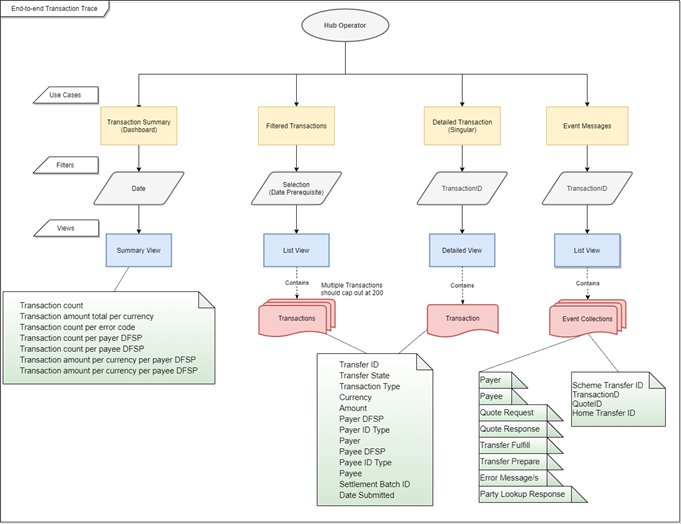 End-to-end Transaction Trace
Hub Operator
Use Cases
Transaction Summary
(Dashboard)
Filtered Transactions
Detailed Transaction
(Singular)
Event Messages
Filters
Date
Selection
(Date Prerequisite)
TransactionID
TransactionID
Views
Summary View
List View
Detailed View
List View
Contains
Multiple Transactions
should cap out at 200
Contains
Contains
Transactions
Transaction
Event Collections
Transaction count
Transaction amount total per currency
Transaction count per error code
Transaction count per payer DFSP
Transaction count per payee DFSP
Transaction amount per currency per payer DFSP
Transaction amount per currency per payee DFSP
Transfer ID
Transfer State
Transaction Type
Currency
Amount
Payer DFSP
Payer ID Type
Payer
Payee DFSP
Payee ID Type
Payee
Settlement Batch ID
Date Submitted
Payer
Payee
Quote Request
Quote Response
Transfer Fulfill
Transfer Prepare
Error Message/s
Party Lookup Response
Scheme Transfer ID
TransactionD
QuoteID
Home Transfer ID